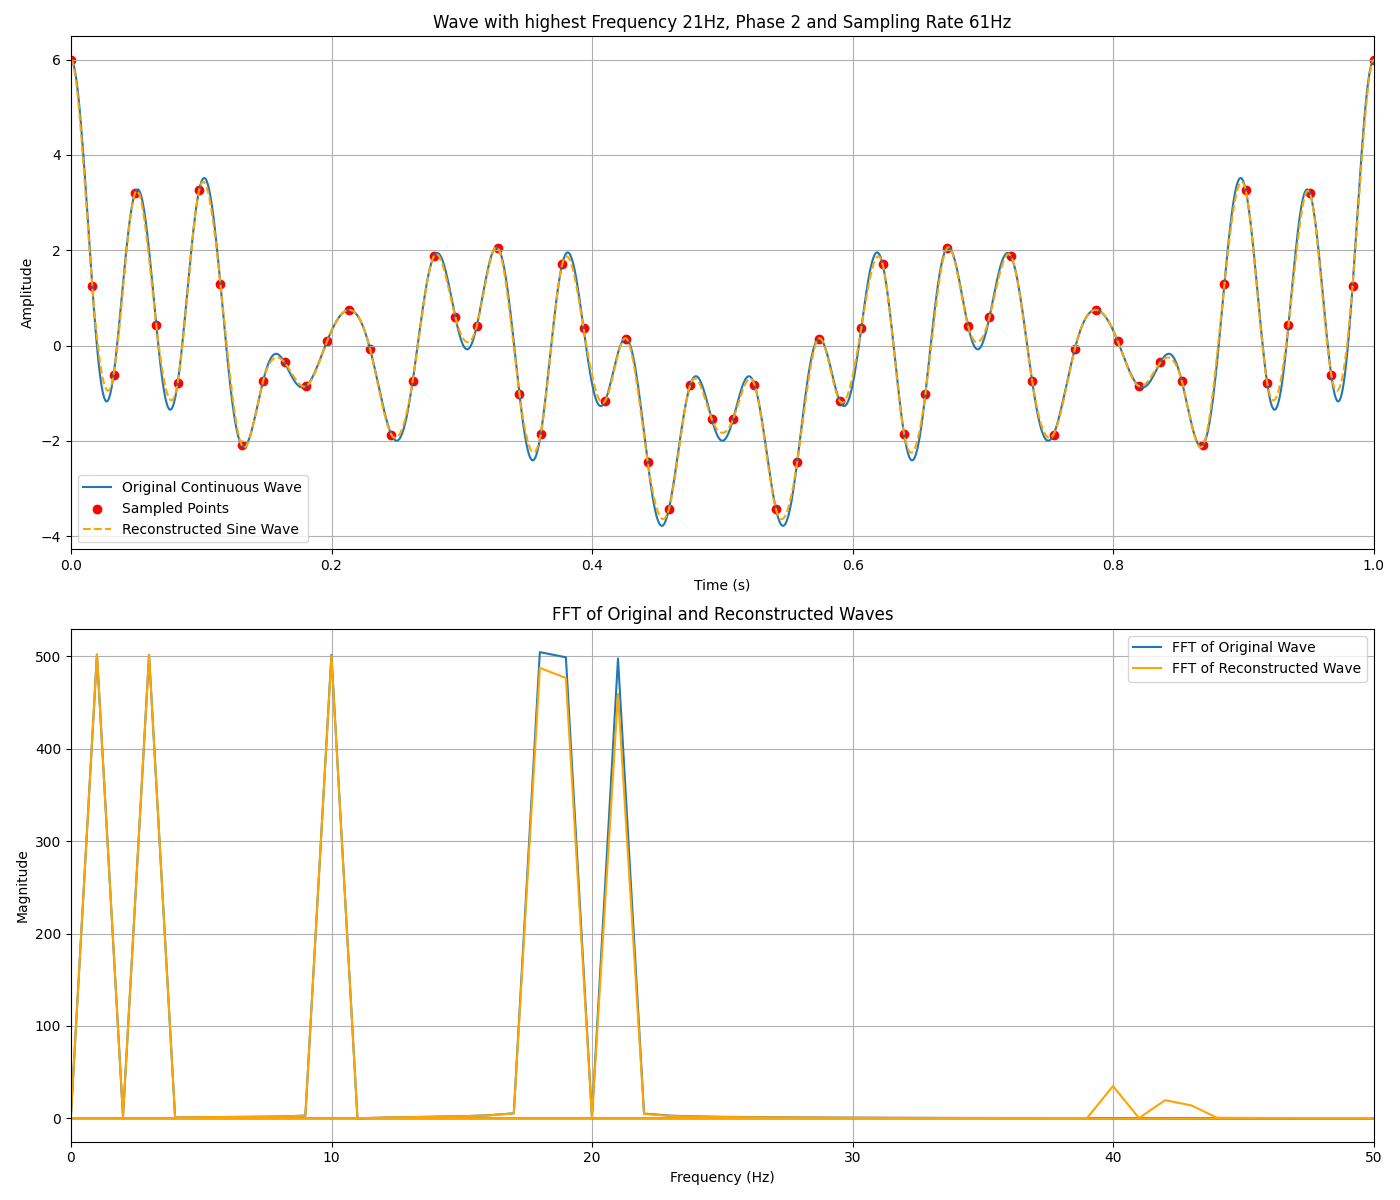 Wave with highest Frequency 21Hz, Phase 2 and Sampling Rate 61Hz
6
4
2
0
−2
−4
Amplitude
Original Continuous Wave
Sampled Points
Reconstructed Sine Wave
0.0 0.2 0.4 0.6 0.8 1.0
Time (s)
FFT of Original and Reconstructed Waves
500
400
300
200
100
0
Magnitude
FFT of Original Wave
FFT of Reconstructed Wave
0 10 20 30 40 50
Frequency (Hz)